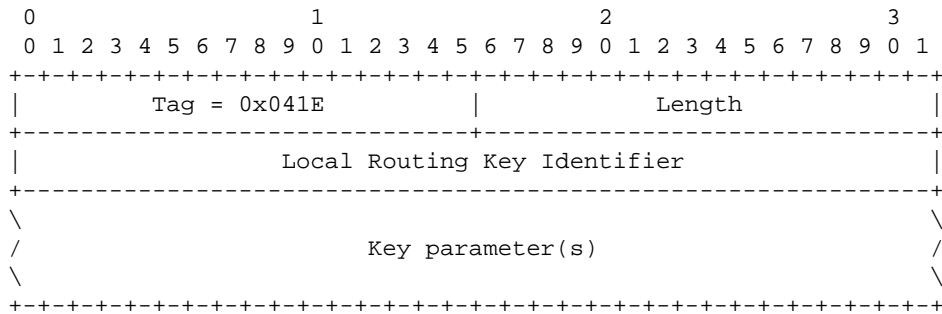 0                   1                   2                   3
 0 1 2 3 4 5 6 7 8 9 0 1 2 3 4 5 6 7 8 9 0 1 2 3 4 5 6 7 8 9 0 1
+-+-+-+-+-+-+-+-+-+-+-+-+-+-+-+-+-+-+-+-+-+-+-+-+-+-+-+-+-+-+-+-+
|         Tag = 0x041E          |            Length             |
+-------------------------------+-------------------------------+
|                  Local Routing Key Identifier                 |
+---------------------------------------------------------------+
\                                                               \
/                        Key parameter(s)                       /
\                                                               \
+-+-+-+-+-+-+-+-+-+-+-+-+-+-+-+-+-+-+-+-+-+-+-+-+-+-+-+-+-+-+-+-+